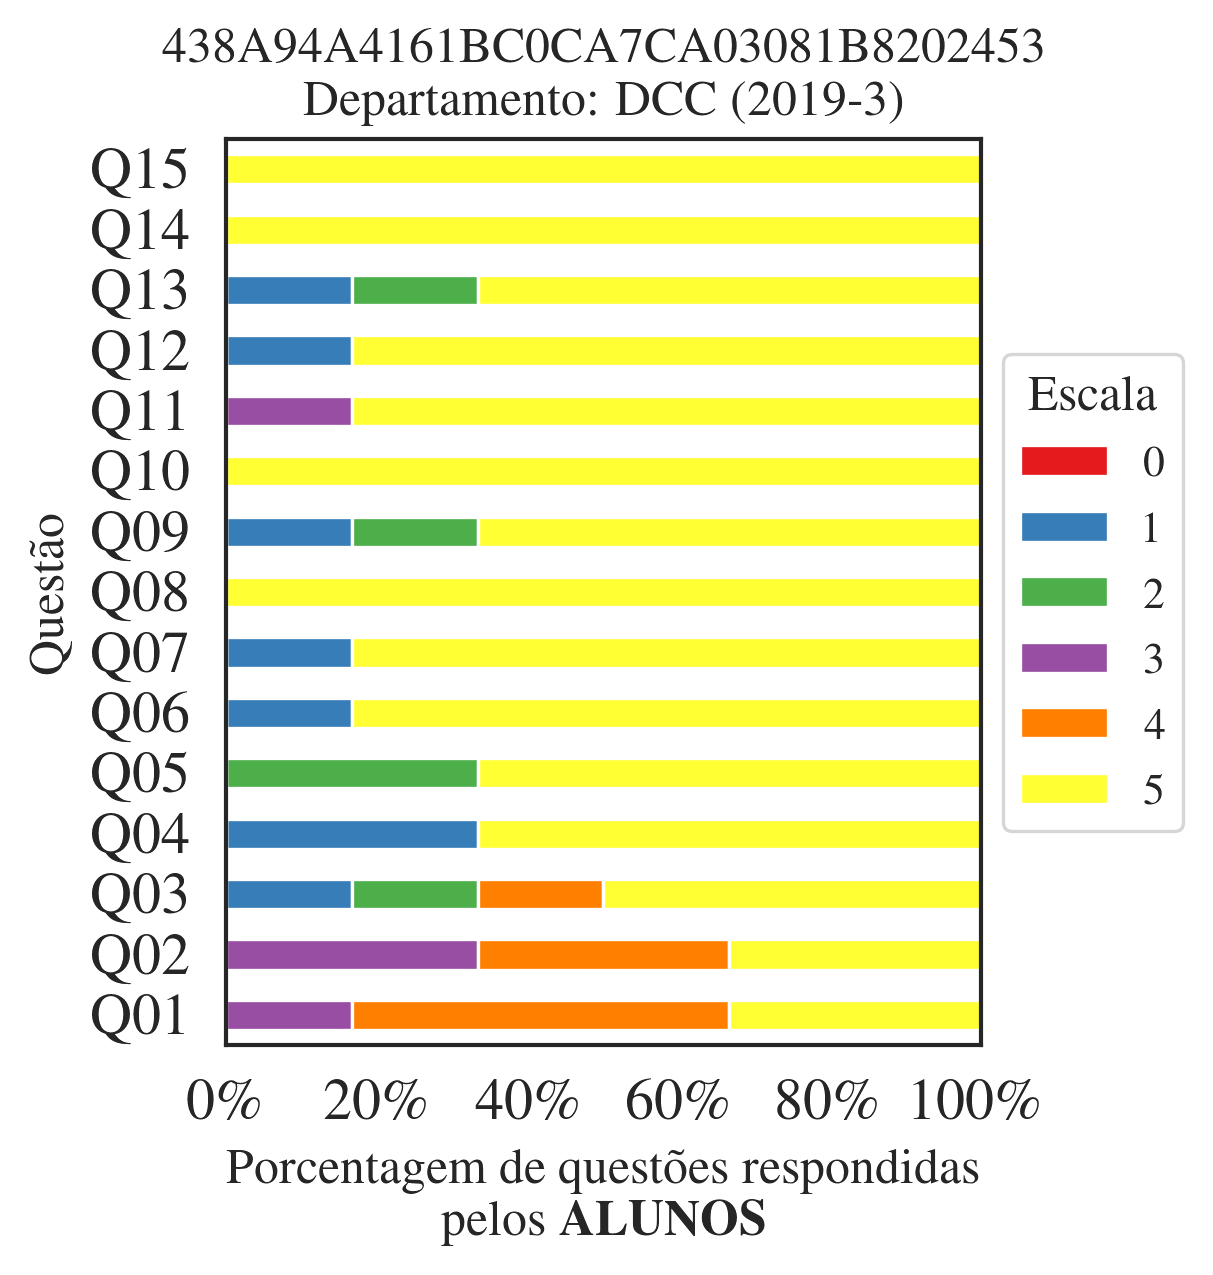 438A94A4161BC0CA7CA03081B8202453
Departamento: DCC (2019-3)
Questão
Q15
Q14
Q13
Q12
Q11
Q10
Q09
Q08
Q07
Q06
Q05
Q04
Q03
Q02
Q01
0% 20% 40% 60% 80% 100%
Porcentagem de questões respondidas
pelos ALUNOS
Escala
0
1
2
3
4
5